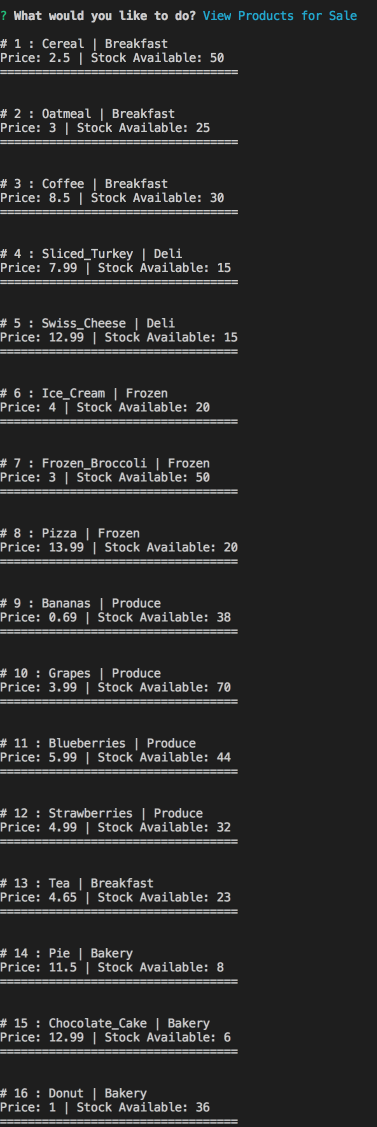 ? What would you like to do? View Products for Sale
# 1 : Cereal | Breakfast
Price: 2.5 | Stock Available: 50
==================================
# 2 : Oatmeal | Breakfast
Price: 3 | Stock Available: 25
==================================
# 3 : Coffee | Breakfast
Price: 8.5 | Stock Available: 30
==================================
# 4 : Sliced_Turkey | Deli
Price: 7.99 | Stock Available: 15
==================================
# 5 : Swiss_Cheese | Deli
Price: 12.99 | Stock Available: 15
==================================
# 6 : Ice_Cream | Frozen
Price: 4 | Stock Available: 20
==================================
# 7 : Frozen_Broccoli | Frozen
Price: 3 | Stock Available: 50
==================================
# 8 : Pizza | Frozen
Price: 13.99 | Stock Available: 20
==================================
# 9 : Bananas | Produce
Price: 0.69 | Stock Available: 38
==================================
# 10 : Grapes | Produce
Price: 3.99 | Stock Available: 70
==================================
# 11 : Blueberries | Produce
Price: 5.99 | Stock Available: 44
==================================
# 12 : Strawberries | Produce
Price: 4.99 | Stock Available: 32
==================================
# 13 : Tea | Breakfast
Price: 4.65 | Stock Available: 23
==================================
# 14 : Pie | Bakery
Price: 11.5 | Stock Available: 8
==================================
# 15 : Chocolate_Cake | Bakery
Price: 12.99 | Stock Available: 6
==================================
# 16 : Donut | Bakery
Price: 1 | Stock Available: 36
==================================